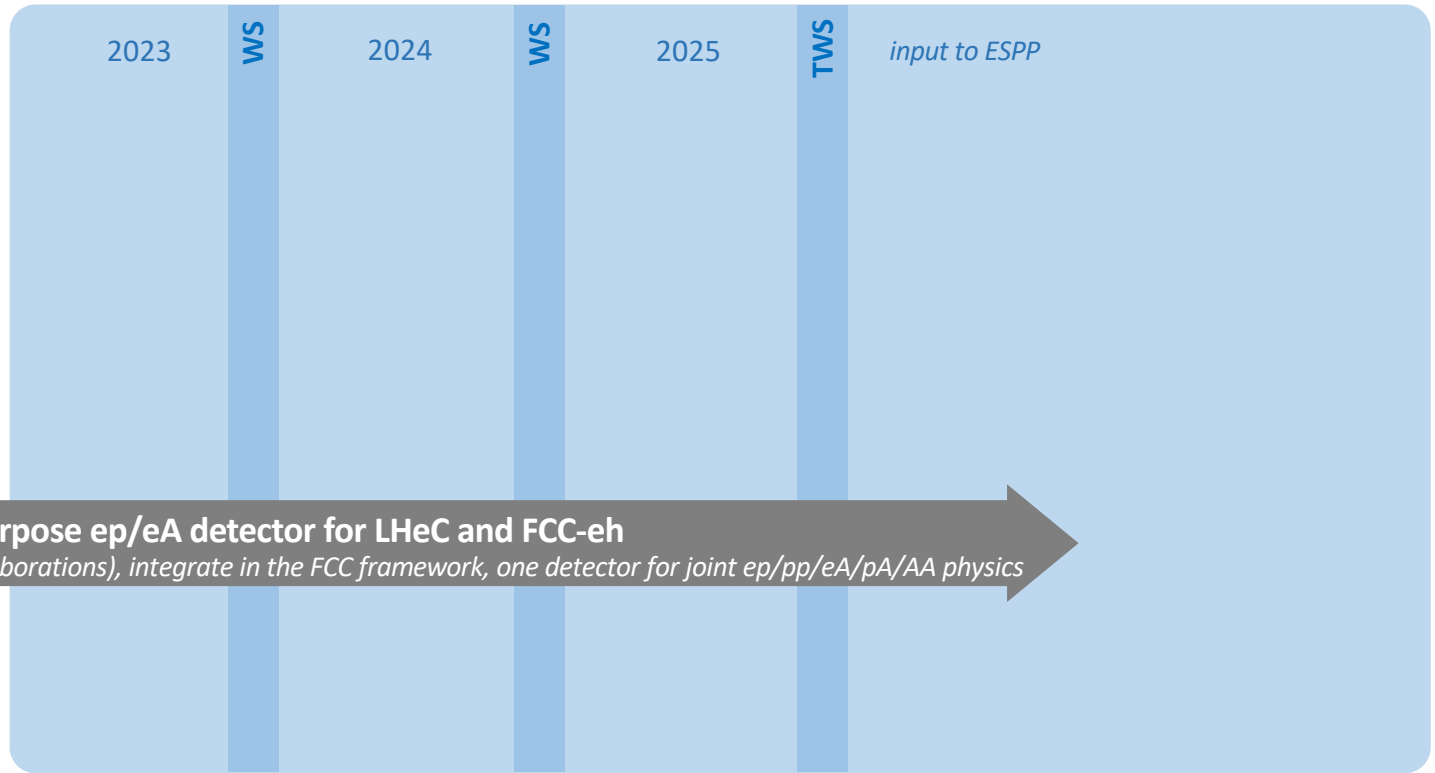 2023 WS 2024 WS 2025 TWS input to ESPP
rpose ep/eA detector for LHeC and FCC-eh
borations), integrate in the FCC framework, one detector for joint ep/pp/eA/pA/AA physics